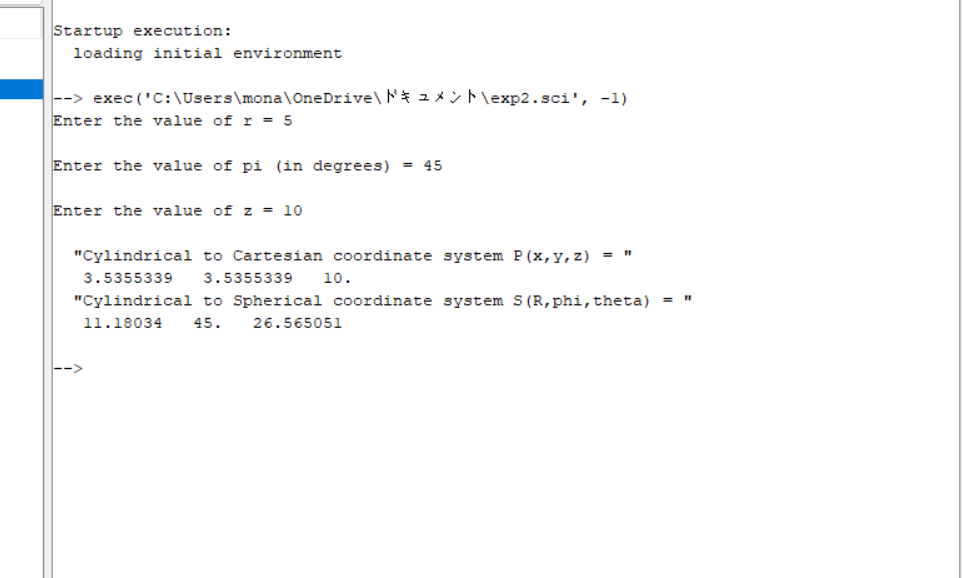 Startup execution:
loading initial environment
--> exec('C:\Users\mona\OneDrive\ドキュメント\exp2.sci', -1)
Enter the value of r = 5
Enter the value of pi (in degrees) = 45
Enter the value of z = 10
"Cylindrical to Cartesian coordinate system P(x,y,z) = "
3.5355339   3.5355339   10.
"Cylindrical to Spherical coordinate system S(R,phi,theta) = "
11.18034   45.   26.565051
-->